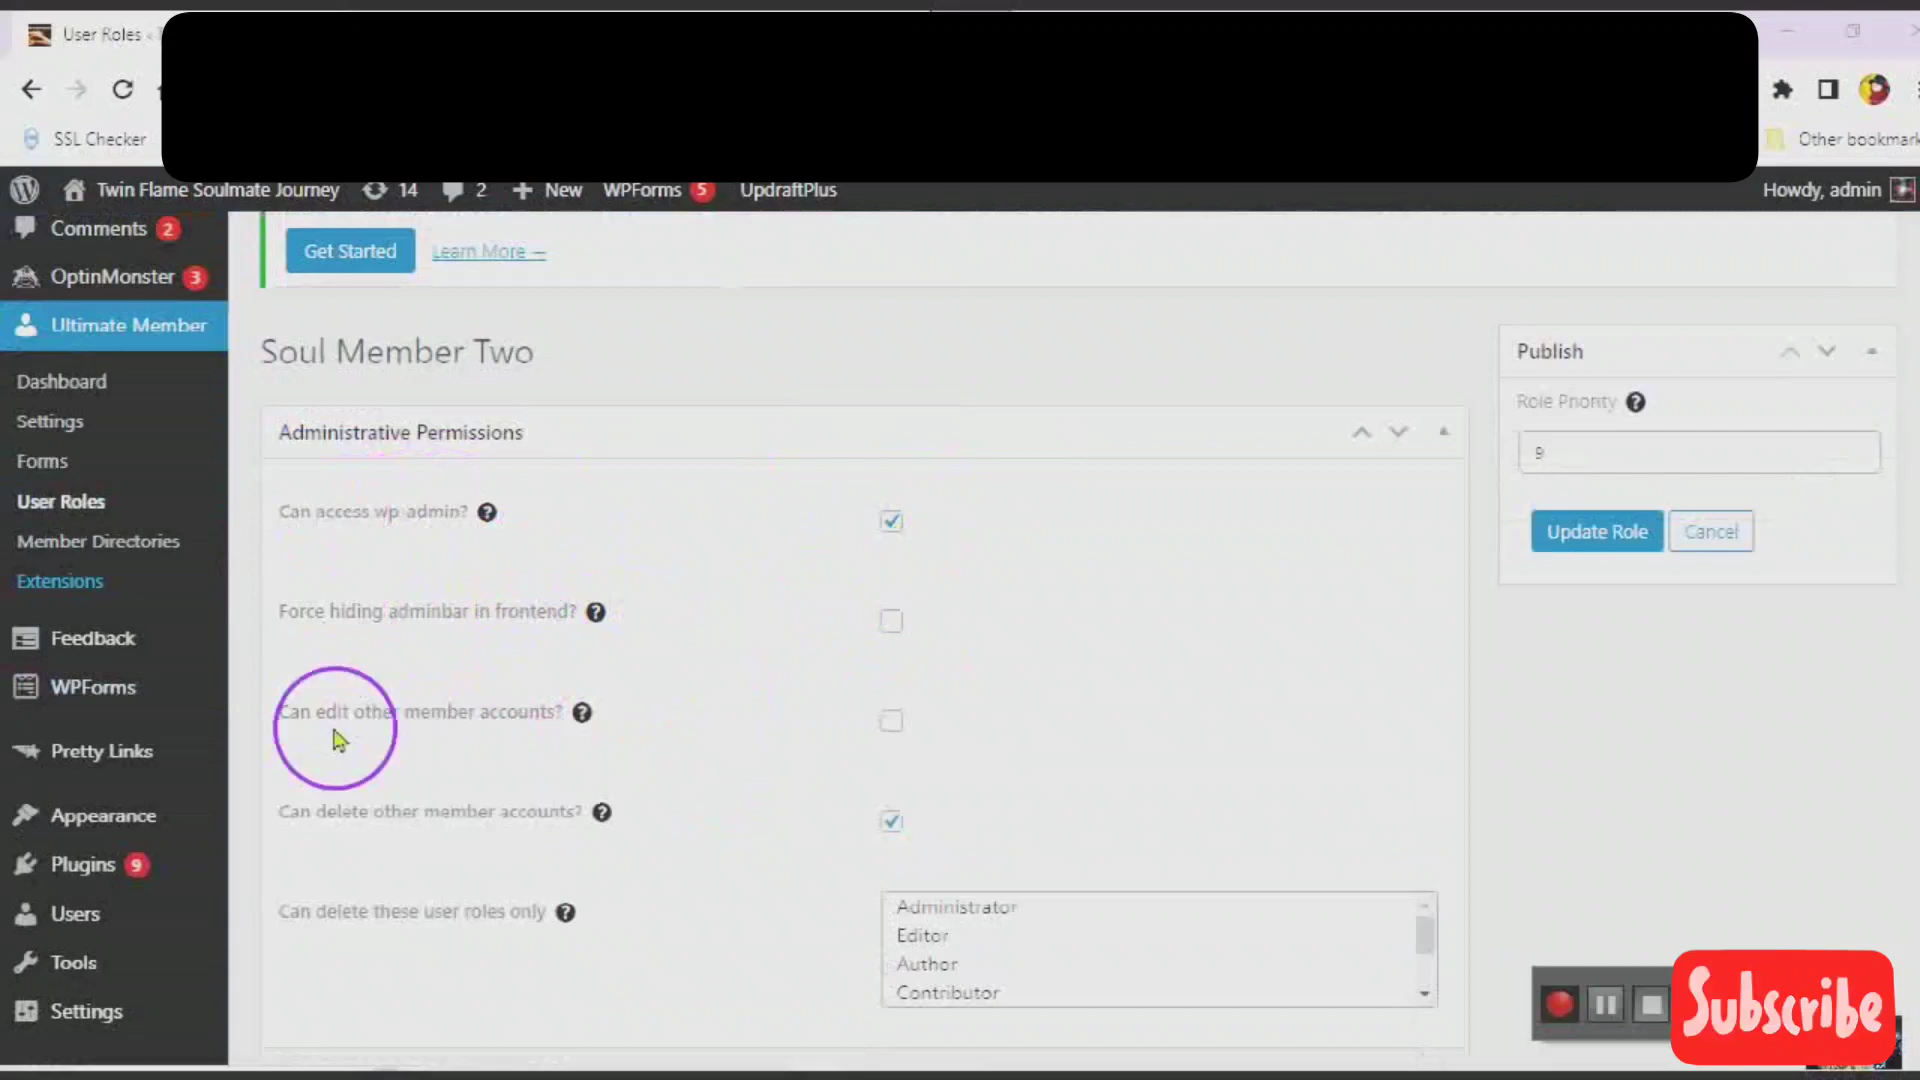 User Roles
SSL Checker
Other bookmark
Twin Flame Soulmate Journey 14 2 New WPForms 5 UpdraftPlus Howdy, admin
Comments 2
Get Started Learn More
OptinMonster 3
Ultimate Member
Soul Member Two
Publish
Dashboard
Role Priority
Settings
Administrative Permissions
9
Forms
User Roles
Can access wp-admin?
Update Role Cancel
Member Directories
Extensions
Force hiding adminbar in frontend?
Feedback
WPForms
Can edit other member accounts?
Pretty Links
Appearance
Can delete other member accounts?
Plugins 9
Can delete these user roles only
Administrator
Editor
Author
Contributor
Users
Tools
Settings
Subscribe